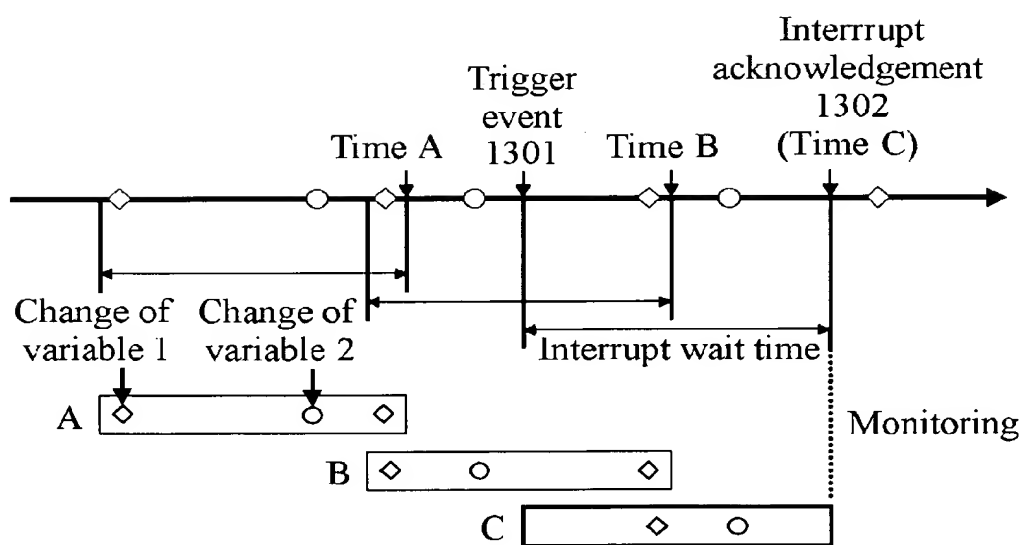 Interrrupt
acknowledgement
1302
(Time C)
Trigger
event
1301
Time A
Time B
Change of
variable 1
Change of
variable 2
Interrupt wait time
A
Monitoring
B
C